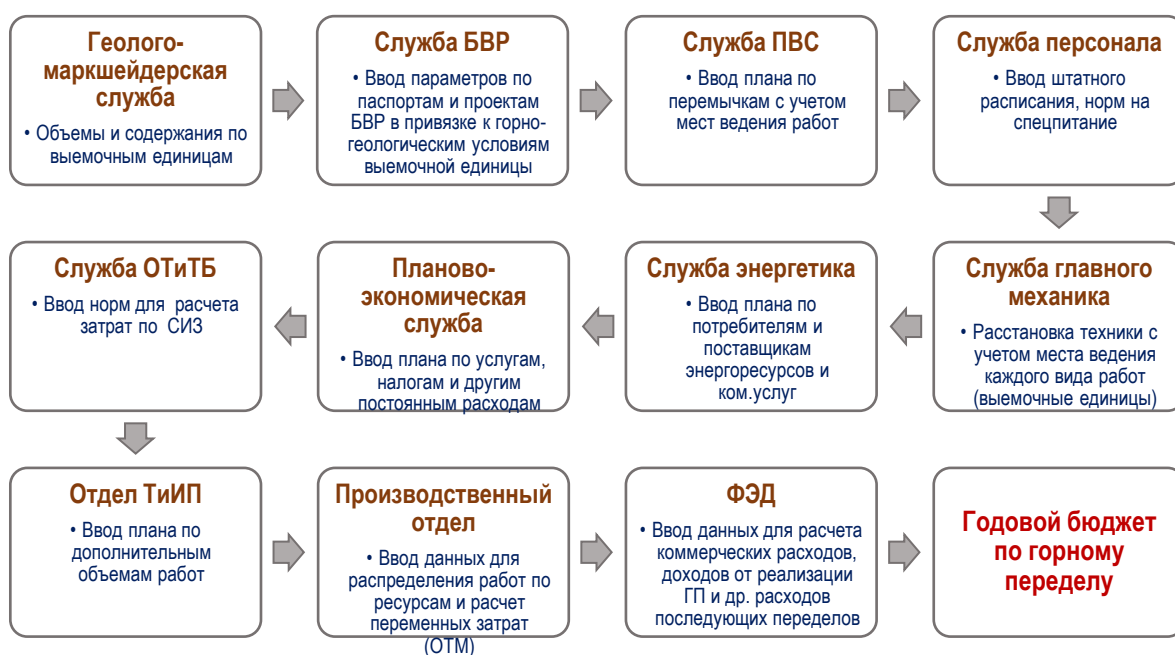 Геолого-
маркшейдерская
служба
• Объемы и содержания по
выемочным единицам
Служба БВР
• Ввод параметров по
паспортам и проектам
БВР в привязке к горно-
геологическим условиям
выемочной единицы
Служба ПВС
• Ввод плана по
перемычкам с учетом
мест ведения работ
Служба персонала
• Ввод штатного
расписания, норм на
спецпитание
Служба главного
механика
• Расстановка техники с
учетом места ведения
каждого вида работ
(выемочные единицы)
Служба энергетика
• Ввод плана по
потребителям и
поставщикам
энергоресурсов и
ком.услуг
Планово-
экономическая
служба
• Ввод плана по услугам,
налогам и другим
постоянным расходам
Служба ОТиТБ
• Ввод норм для расчета
затрат по СИЗ
Отдел ТиИП
• Ввод плана по
дополнительным
объемам работ
Производственный
отдел
• Ввод данных для
распределения работ по
ресурсам и расчет
переменных затрат
(ОТМ)
ФЭД
• Ввод данных для расчета
коммерческих расходов,
доходов от реализации
ГП и др. расходов
последующих переделов
Годовой бюджет
по горному
переделу